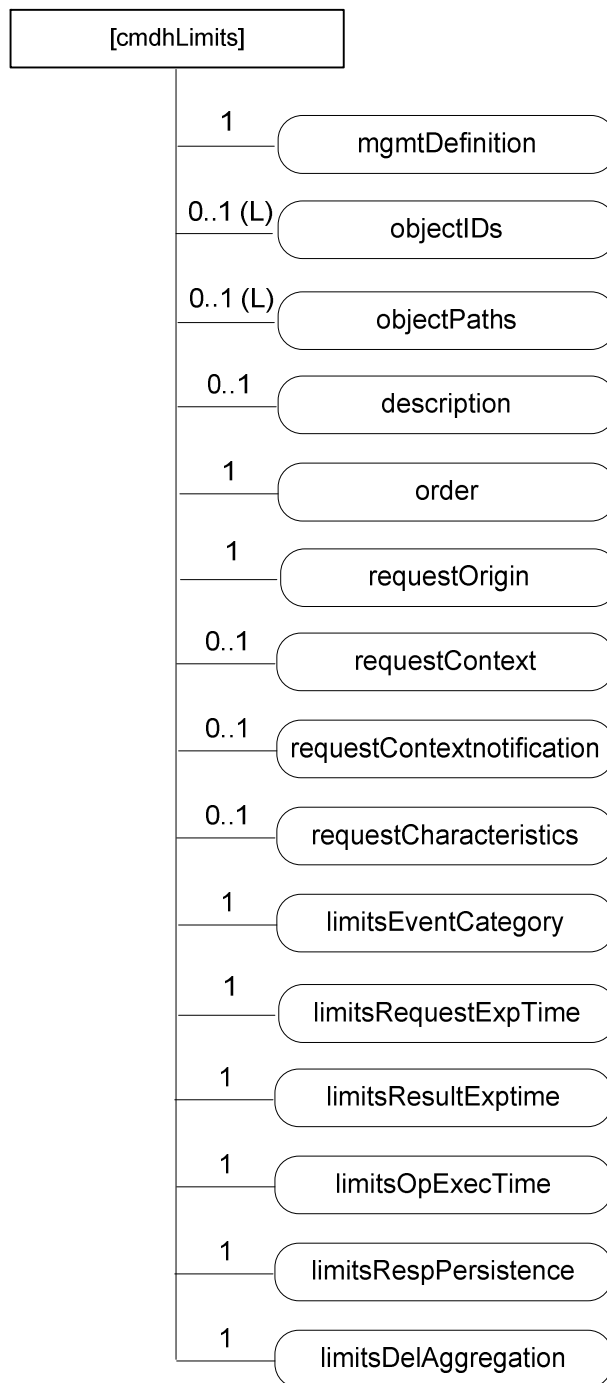 [cmdhLimits]
1
mgmtDefinition
0..1 (L)
objectIDs
0..1 (L)
objectPaths
0..1
description
1
order
1
requestOrigin
0..1
requestContext
0..1
requestContextnotification
0..1
requestCharacteristics
1
limitsEventCategory
1
limitsRequestExpTime
1
limitsResultExptime
1
limitsOpExecTime
1
limitsRespPersistence
1
limitsDelAggregation